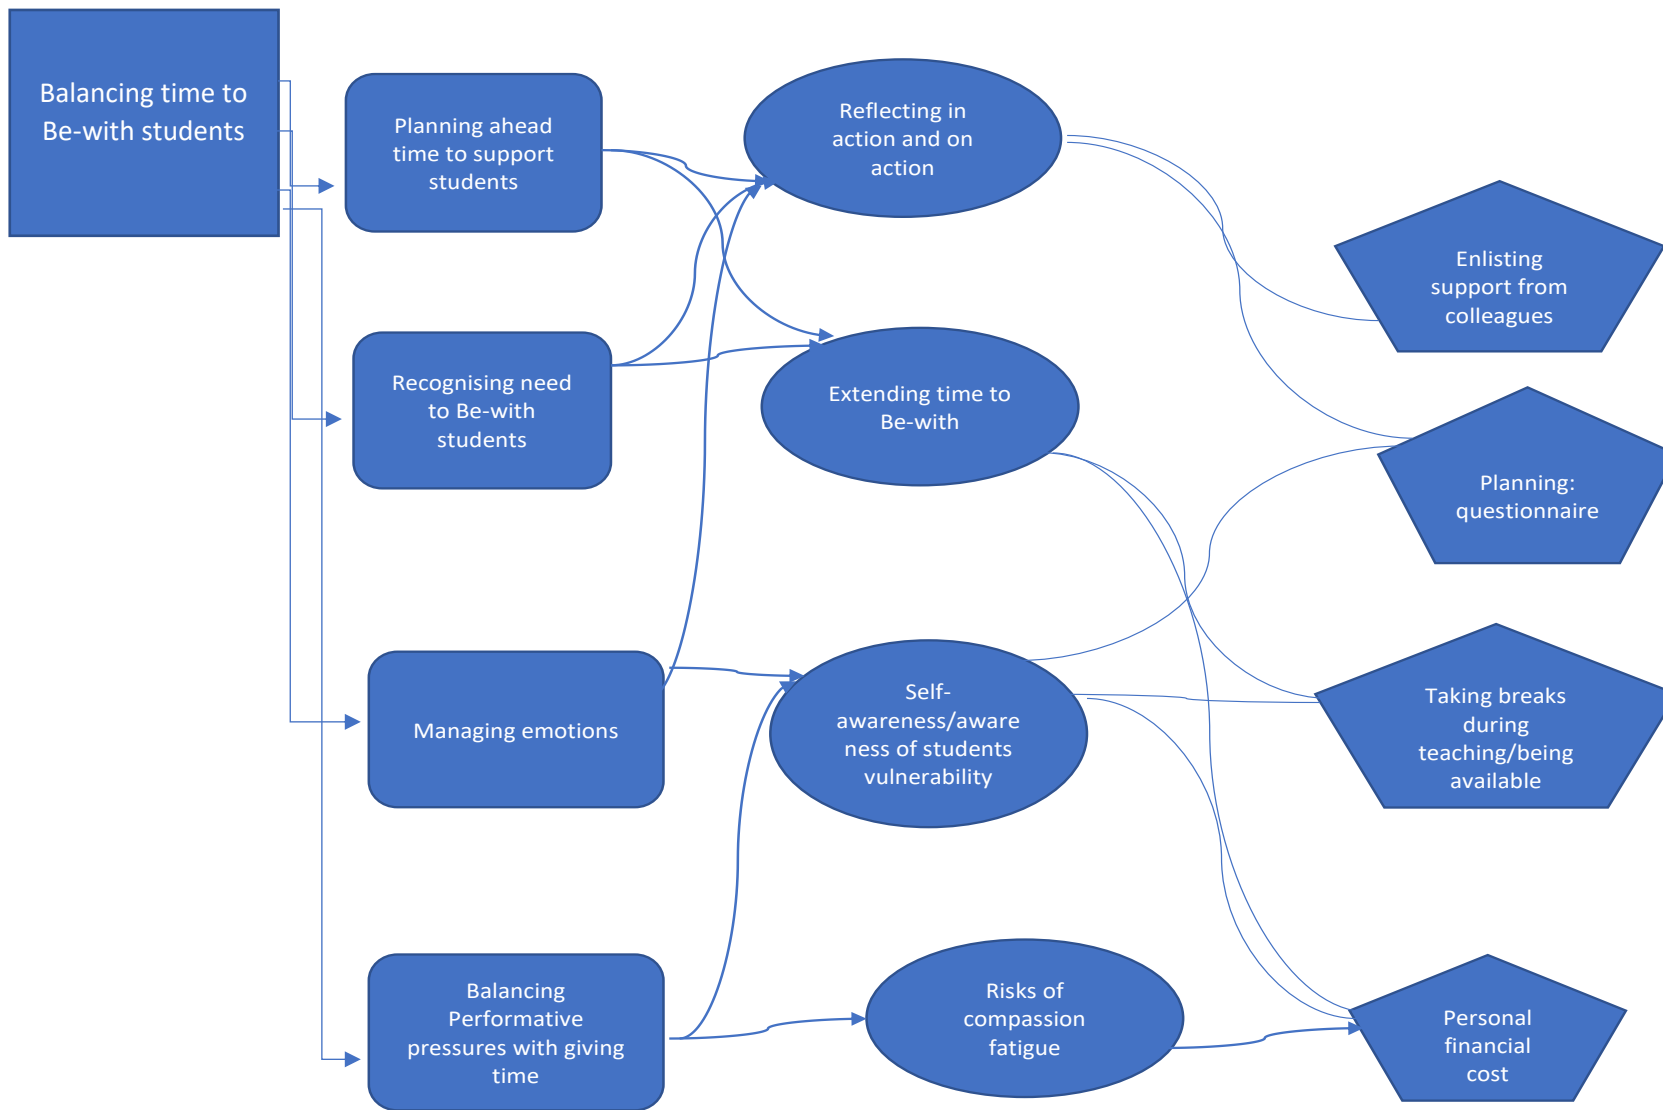 Balancing time to
Be-with students
Planning ahead
time to support
students
Reflecting in
action and on
action
Enlisting
support from
colleagues
Recognising need
to Be-with
students
Extending time to
Be-with
Planning:
questionnaire
Managing emotions
Self-
awareness/aware
ness of students
vulnerability
Taking breaks
during
teaching/being
available
Balancing
Performative
pressures with giving
time
Risks of
compassion
fatigue
Personal
financial
cost